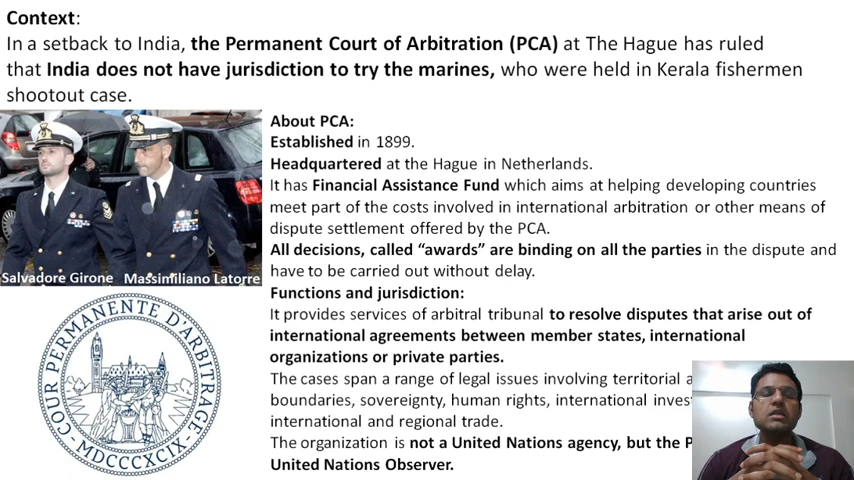 Context:
In a setback to India, the Permanent Court of Arbitration (PCA) at The Hague has ruled
that India does not have jurisdiction to try the marines, who were held in Kerala fishermen
shootout case.
About PCA:
Established in 1899.
Headquartered at the Hague in Netherlands.
It has Financial Assistance Fund which aims at helping developing countries
meet part of the costs involved in international arbitration or other means of
dispute settlement offered by the PCA.
All decisions, called “awards” are binding on all the parties in the dispute and
have to be carried out without delay.
Functions and jurisdiction:
It provides services of arbitral tribunal to resolve disputes that arise out of
international agreements between member states, international
organizations or private parties.
The cases span a range of legal issues involving territorial a
boundaries, sovereignty, human rights, international inves
international and regional trade.
The organization is not a United Nations agency, but the P
United Nations Observer.
Salvadore Girone Massimiliano Latorre
COUR PERMANENTE D'ARBITRAGE
MDCCCXCIX